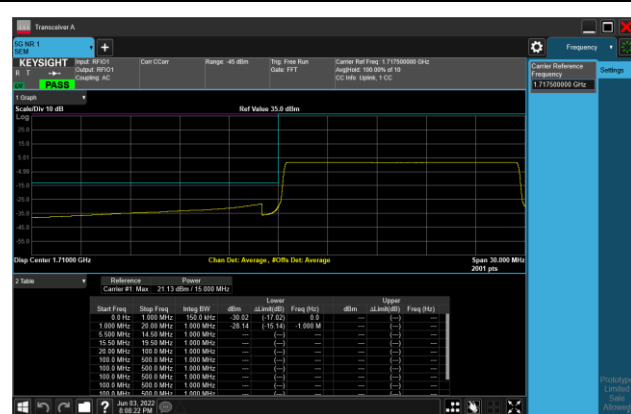 Transceiver A
5G NR 1
SEM
Frequency
KEYSIGHT Input: RFIO1 Corr CCorr Range: -45 dBm Trig: Free Run Carrier Ref Freq: 1.717500000 GHz
R T Output: RFIO1 Gate: FFT Avg|Hold: 100.00% of 10
Coupling: AC CC Info: Uplink, 1 CC
PASS
Carrier Reference Frequency
1.717500000 GHz
Settings
1 Graph
Scale/Div 10 dB Ref Value 35.0 dBm
Log
25.0
15.0
5.01
-4.99
-15.0
-25.0
-35.0
-45.0
-55.0
Disp Center 1.71000 GHz Chan Det: Average , #Offs Det: Average Span 30.000 MHz
2001 pts
2 Table
Reference Power
Carrier #1 Max: 21.13 dBm / 15.000 MHz
Lower Upper
Start Freq Stop Freq Integ BW dBm ΔLimit(dB) Freq (Hz) dBm ΔLimit(dB) Freq (Hz)
0.0 Hz 1.000 MHz 150.0 kHz -30.02 (-17.02) 0.0 --- (---) ---
1.000 MHz 20.00 MHz 1.000 MHz -28.14 (-15.14) -1.000 M --- (---) ---
5.500 MHz 14.50 MHz 1.000 MHz --- (---) --- --- (---) ---
15.50 MHz 19.50 MHz 1.000 MHz --- (---) --- --- (---) ---
20.00 MHz 100.0 MHz 1.000 MHz --- (---) --- --- (---) ---
100.0 MHz 500.0 MHz 1.000 MHz --- (---) --- --- (---) ---
100.0 MHz 500.0 MHz 1.000 MHz --- (---) --- --- (---) ---
100.0 MHz 500.0 MHz 1.000 MHz --- (---) --- --- (---) ---
100.0 MHz 500.0 MHz 1.000 MHz --- (---) --- --- (---) ---
Prototype
Limited
Sale
Allowed
Jun 03, 2022
8:08:22 PM